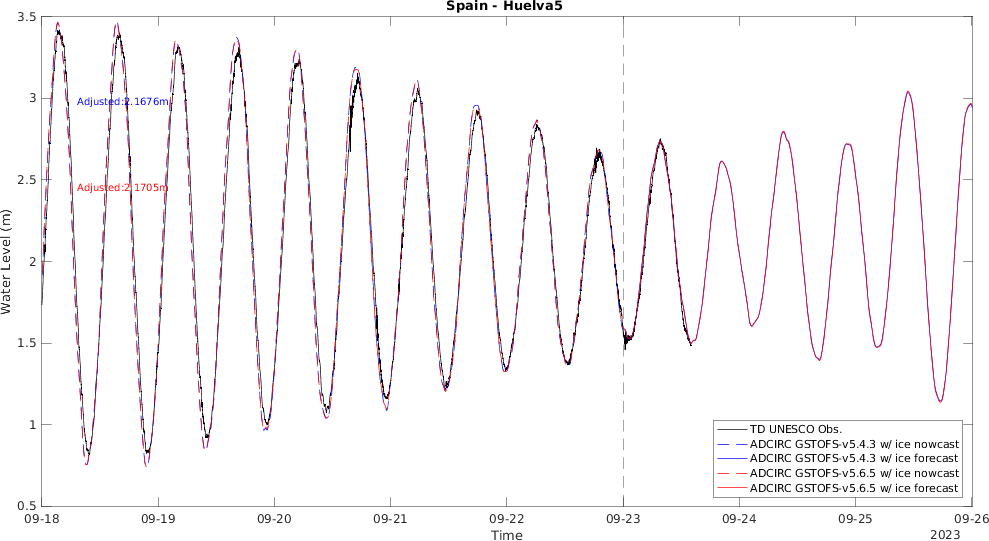 Spain - Huelva5
3.5
3
2.5
2
1.5
1
0.5
Water Level (m)
Adjusted:2.1676m
Adjusted:2.1705m
TD UNESCO Obs.
ADCIRC GSTOFS-v5.4.3 w/ ice nowcast
ADCIRC GSTOFS-v5.4.3 w/ ice forecast
ADCIRC GSTOFS-v5.6.5 w/ ice nowcast
ADCIRC GSTOFS-v5.6.5 w/ ice forecast
09-18 09-19 09-20 09-21 09-22 09-23 09-24 09-25 09-26
Time
2023